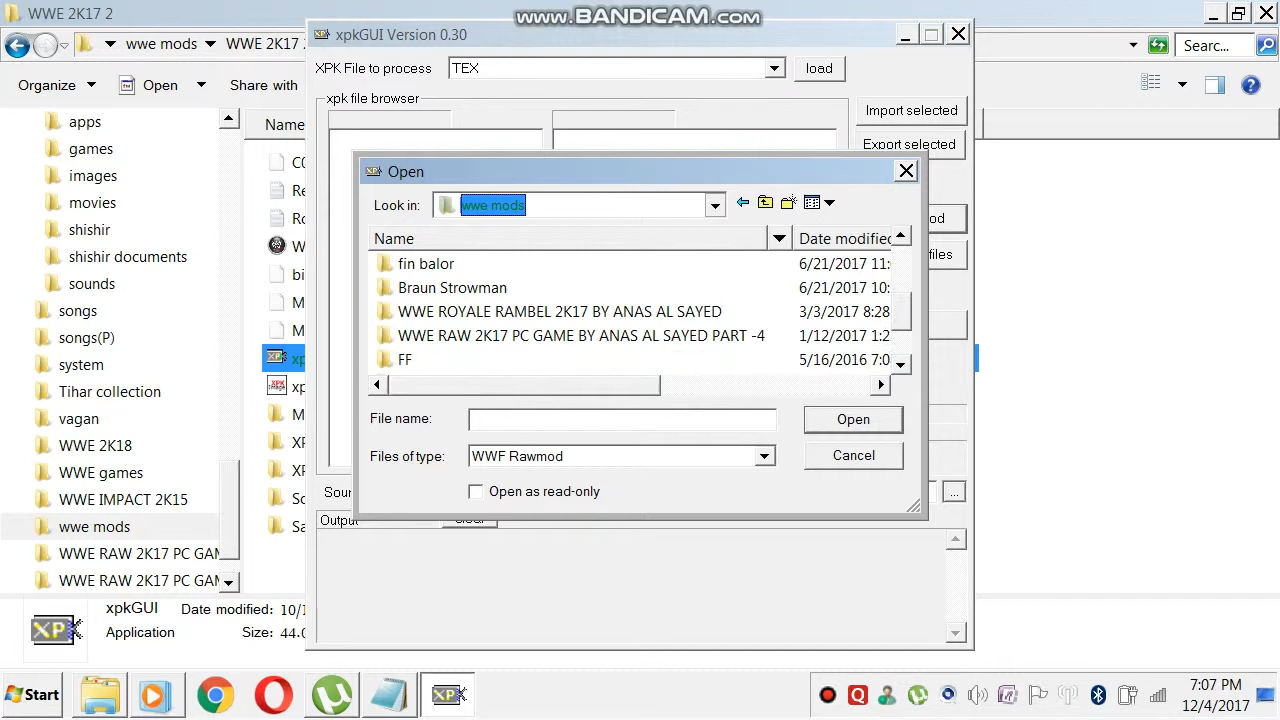 WWE 2K17 2
www.BANDICAM.com
wwe mods
WWE 2K17
Searc...
Organize
Open
Share with
apps
games
images
movies
shishir
shishir documents
sounds
songs
songs(P)
system
Tihar collection
vagan
WWE 2K18
WWE games
WWE IMPACT 2K15
wwe mods
WWE RAW 2K17 PC GAM
WWE RAW 2K17 PC GAM
Name
xpkGUI Version 0.30
XPK File to process
TEX
load
xpk file browser
Import selected
Export selected
Open
Look in:
wwe mods
Name
Date modified
fin balor
6/21/2017 11:
Braun Strowman
6/21/2017 10:
WWE ROYALE RAMBEL 2K17 BY ANAS AL SAYED
3/3/2017 8:28
WWE RAW 2K17 PC GAME BY ANAS AL SAYED PART -4
1/12/2017 1:2
FF
5/16/2016 7:0
File name:
Open
Files of type:
WWF Rawmod
Cancel
Open as read-only
Sour
...
Output
clear
xpkGUI
Date modified: 10/1
Application
Size: 44.0
Start
7:07 PM
12/4/2017